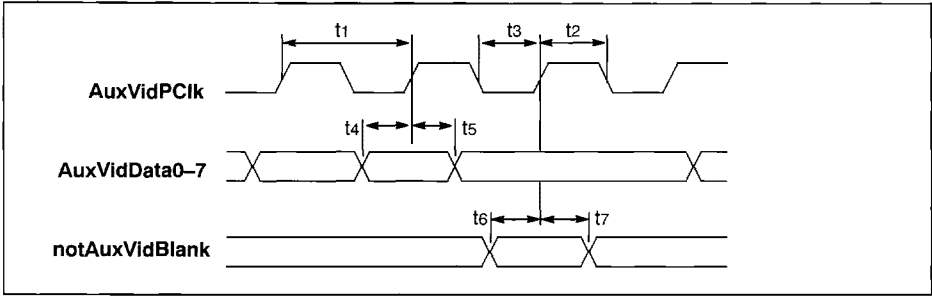 t1 t3 t2
AuxVidPClk
t4 t5
AuxVidData0–7
t6 t7
notAuxVidBlank